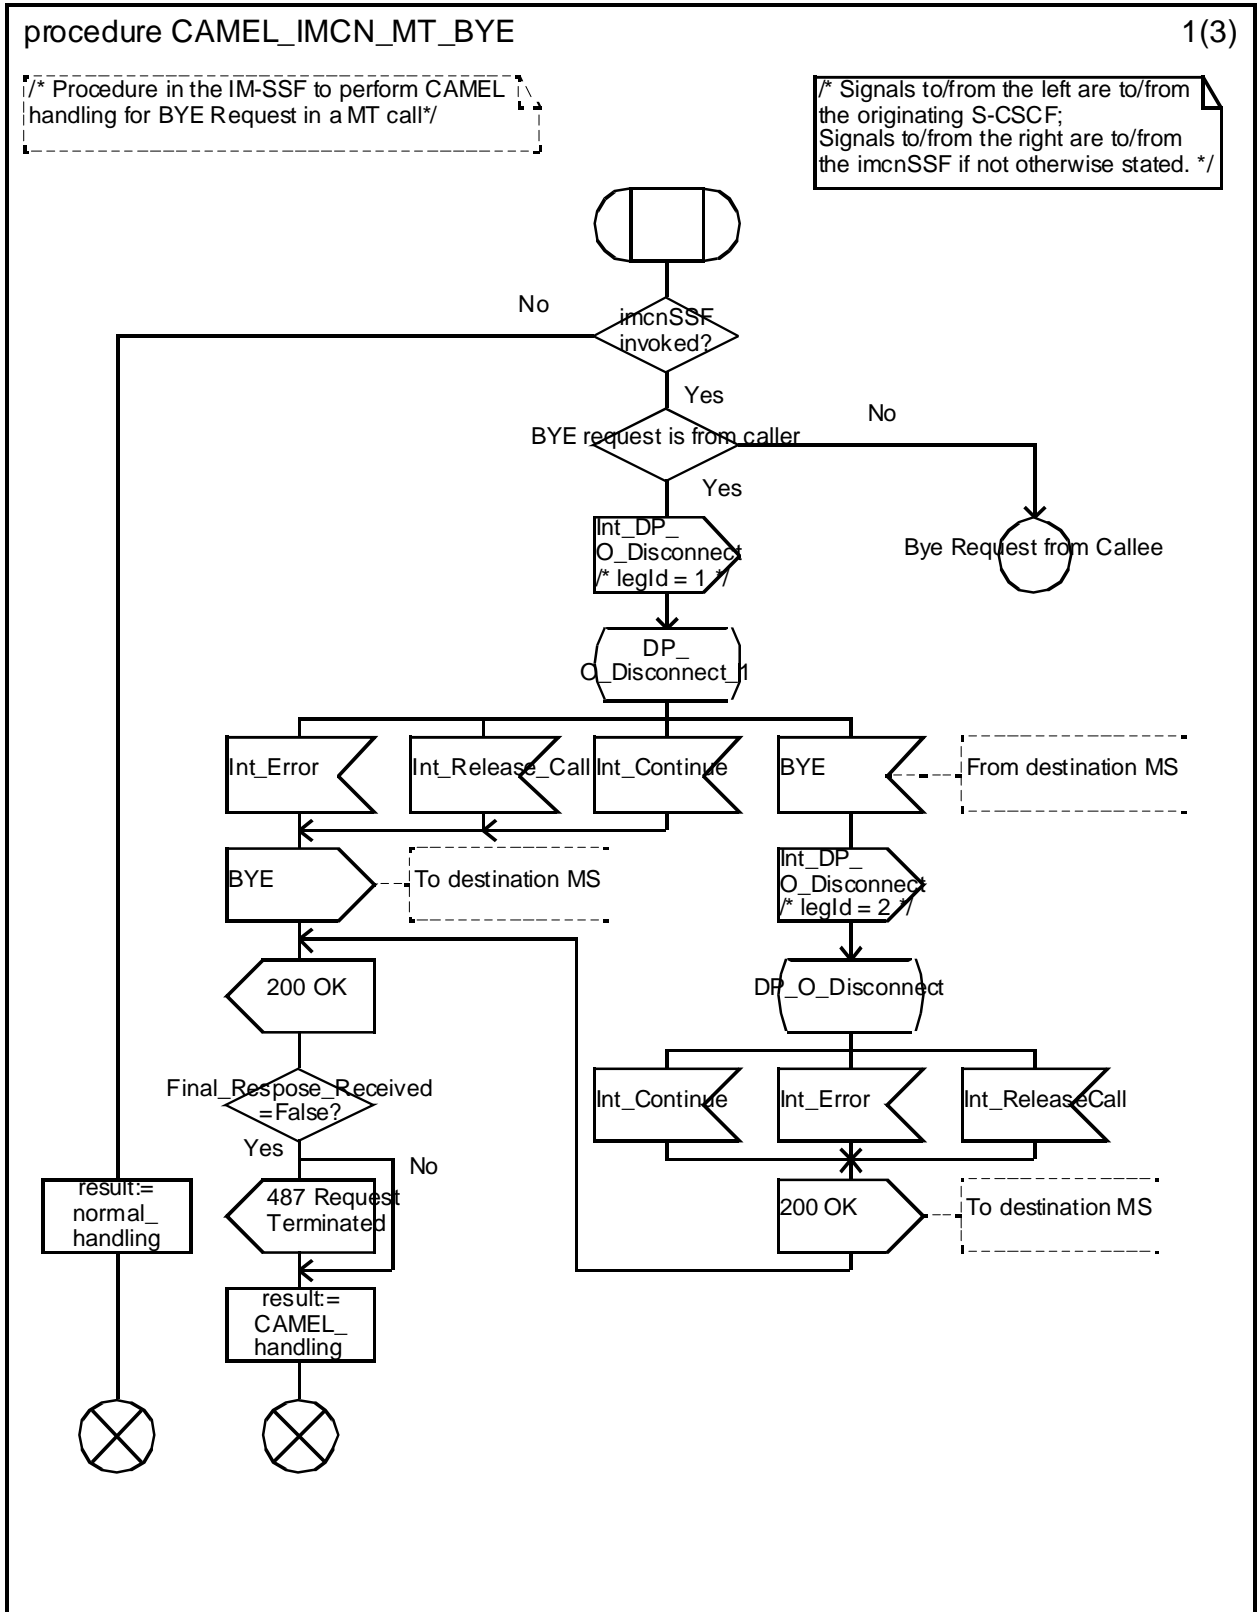 procedure CAMEL_IMCN_MT_BYE
1(3)
/* Procedure in the IM-SSF to perform CAMEL
handling for BYE Request in a MT call*/
/* Signals to/from the left are to/from
the originating S-CSCF;
Signals to/from the right are to/from
the imcnSSF if not otherwise stated. */
No
imcnSSF
invoked?
Yes
No
BYE request is from caller
Yes
Int_DP_
O_Disconnect
/* legId = 1 */
Bye Request from Callee
DP_
O_Disconnect_1
Int_Error
Int_Release_Call
Int_Continue
BYE
From destination MS
BYE
To destination MS
Int_DP_
O_Disconnect
/* legId = 2 */
200 OK
DP_O_Disconnect
Final_Respose_Received
=False?
Int_Continue
Int_Error
Int_ReleaseCall
Yes
No
result:=
normal_
handling
487 Request
Terminated
200 OK
To destination MS
result:=
CAMEL_
handling